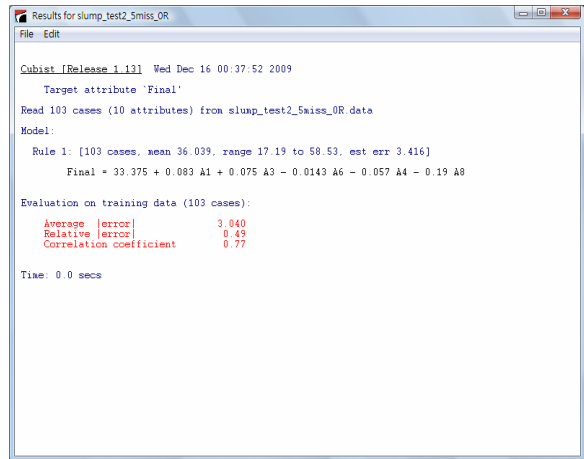 Results for slump_test2_5miss_0R
File Edit
Cubist [Release 1.13] Wed Dec 16 00:37:52 2009
Target attribute `Final'
Read 103 cases (10 attributes) from slump_test2_5miss_0R.data
Model:
Rule 1: [103 cases, mean 36.039, range 17.19 to 58.53, est err 3.416]
Final = 33.375 + 0.083 A1 + 0.075 A3 - 0.0143 A6 - 0.057 A4 - 0.19 A8
Evaluation on training data (103 cases):
Average |error| 3.040
Relative |error| 0.49
Correlation coefficient 0.77
Time: 0.0 secs